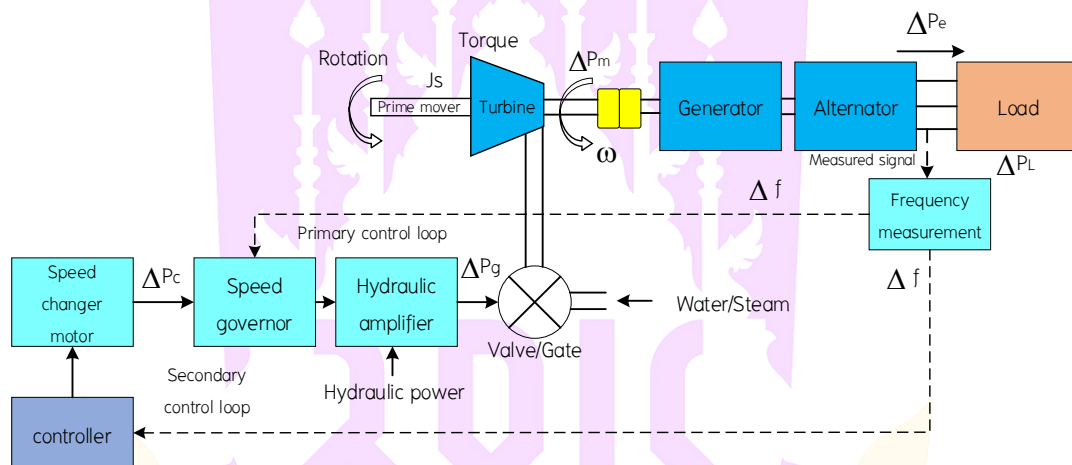 ΔPe
Torque
Rotation
Js
ΔPm
Prime mover
Turbine
Generator
Alternator
Load
ω
Measured signal
ΔPL
Δf
Frequency
measurement
Primary control loop
Δf
ΔPc
ΔPg
Speed
changer
motor
Speed
governor
Hydraulic
amplifier
Water/Steam
Valve/Gate
Secondary
control loop
Hydraulic power
controller